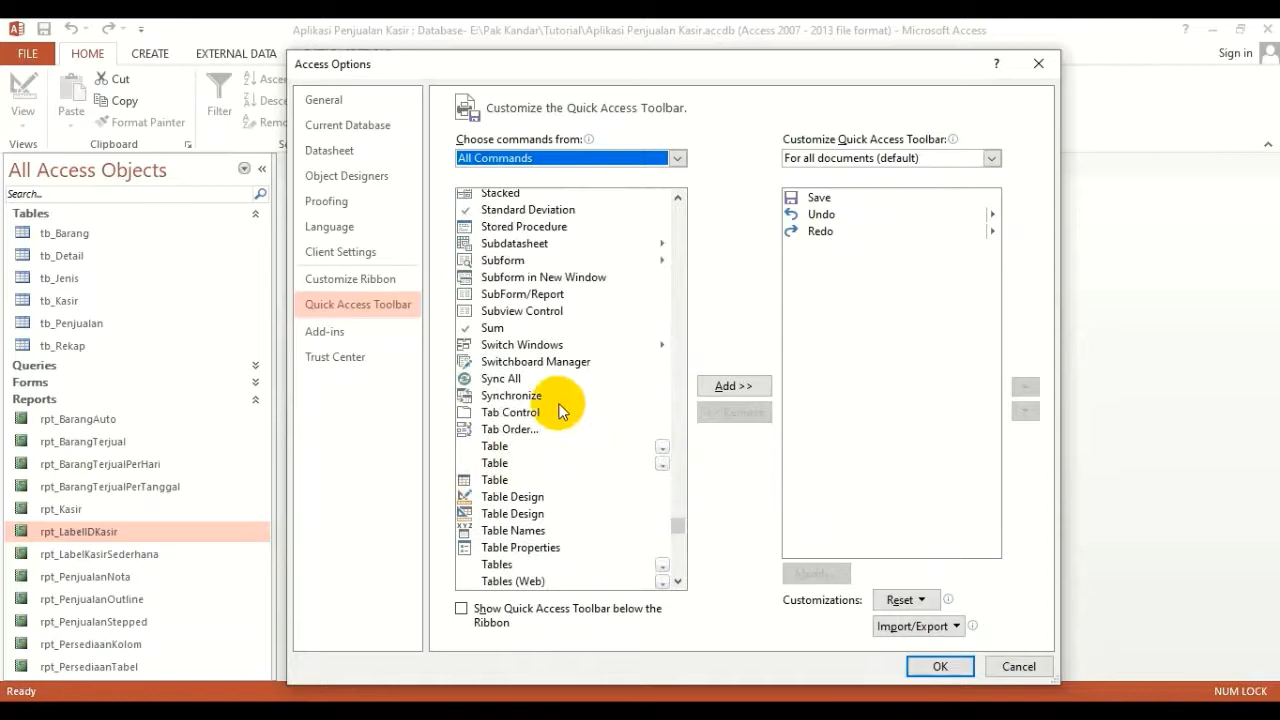 Aplikasi Penjualan Kasir : Database- E:\Pak Kandar\Tutorial\Aplikasi Penjualan Kasir.accdb (Access 2007 - 2013 file format) - Microsoft Access
?
FILE
HOME
CREATE
EXTERNAL DATA
Sign in
View
Views
Paste
Cut
Copy
Format Painter
Clipboard
Filter
Ascen
Desce
Remo
All Access Objects
Search...
Tables
tb_Barang
tb_Detail
tb_Jenis
tb_Kasir
tb_Penjualan
tb_Rekap
Queries
Forms
Reports
rpt_BarangAuto
rpt_BarangTerjual
rpt_BarangTerjualPerHari
rpt_BarangTerjualPerTanggal
rpt_Kasir
rpt_LabelIDKasir
rpt_LabelKasirSederhana
rpt_PenjualanNota
rpt_PenjualanOutline
rpt_PenjualanStepped
rpt_PersediaanKolom
rpt_PersediaanTabel
Access Options
?
General
Current Database
Datasheet
Object Designers
Proofing
Language
Client Settings
Customize Ribbon
Quick Access Toolbar
Add-ins
Trust Center
Customize the Quick Access Toolbar.
Choose commands from:
All Commands
Stacked
Standard Deviation
Stored Procedure
Subdatasheet
Subform
Subform in New Window
SubForm/Report
Subview Control
Sum
Switch Windows
Switchboard Manager
Sync All
Synchronize
Tab Control
Tab Order...
Table
Table
Table
Table Design
Table Design
Table Names
Table Properties
Tables
Tables (Web)
Show Quick Access Toolbar below the
Ribbon
Add >>
<< Remove
Customize Quick Access Toolbar:
For all documents (default)
Save
Undo
Redo
Modify...
Customizations:
Reset
Import/Export
OK
Cancel
Ready
NUM LOCK